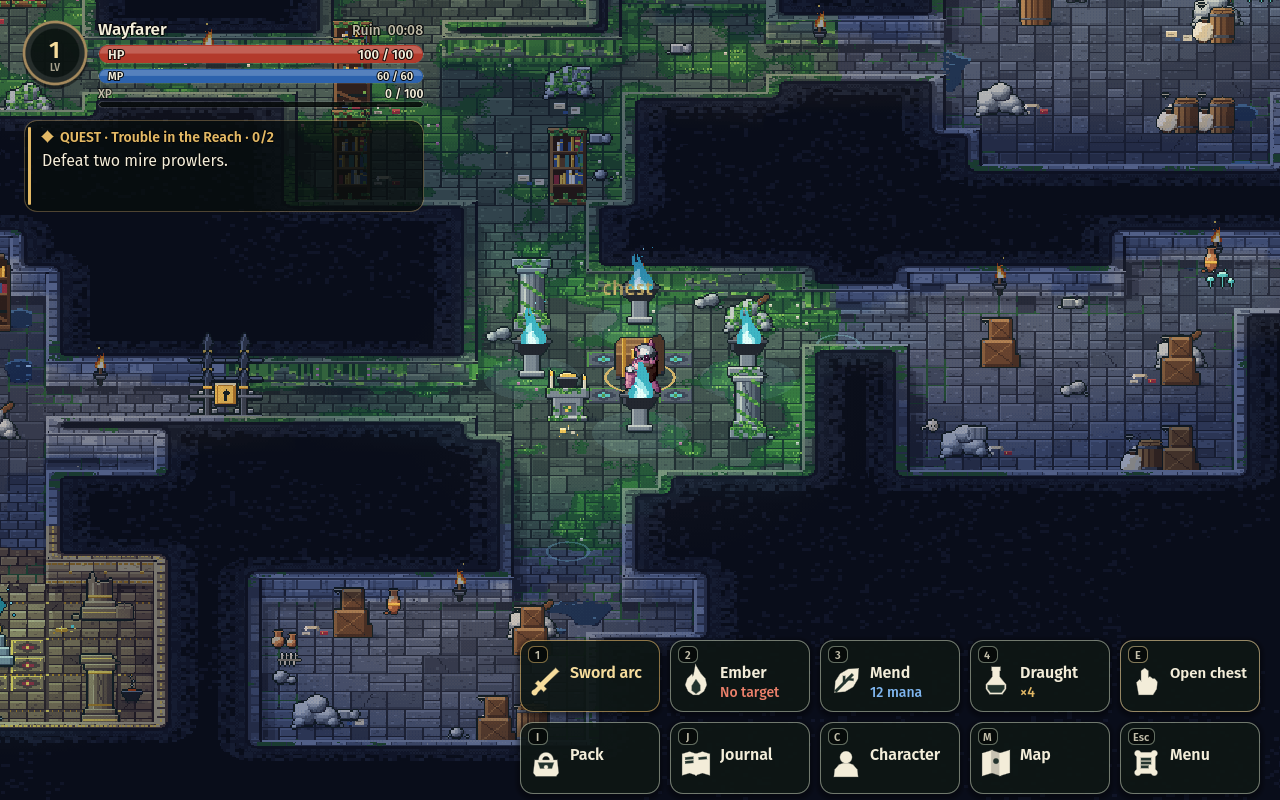 Wayfarer
Ruin 00:08
1
LV
HP
100 / 100
MP
60 / 60
XP
0 / 100
◆ QUEST · Trouble in the Reach · 0/2
Defeat two mire prowlers.
chest
1
Sword arc
2
Ember
No target
3
Mend
12 mana
4
Draught
×4
E
Open chest
I
Pack
J
Journal
C
Character
M
Map
Esc
Menu